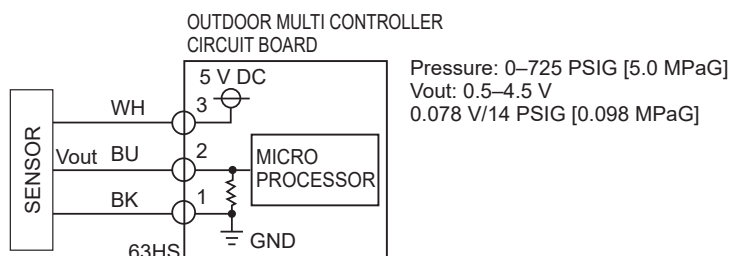 OUTDOOR MULTI CONTROLLER
CIRCUIT BOARD
5 V DC
Pressure: 0–725 PSIG [5.0 MPaG]
Vout: 0.5–4.5 V
0.078 V/14 PSIG [0.098 MPaG]
SENSOR
WH
3
Vout BU
2
MICRO
PROCESSOR
BK
1
GND
63HS